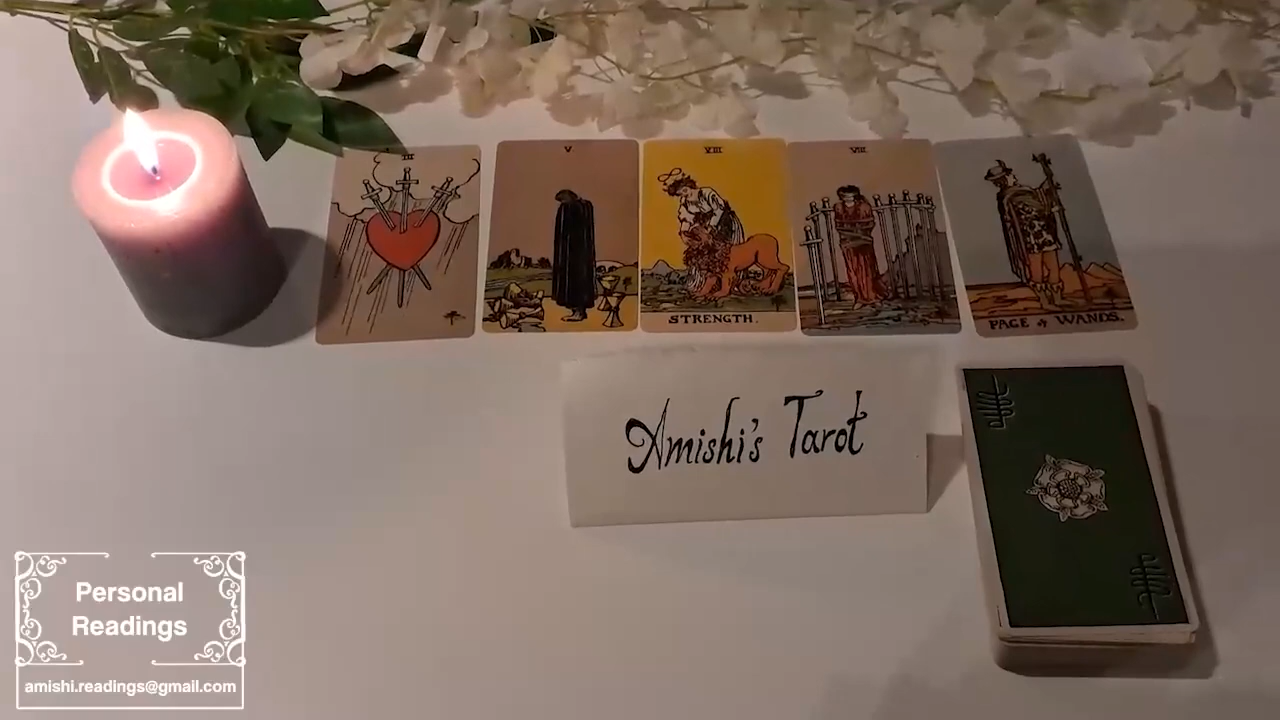 III
V
VIII
VIII
STRENGTH.
PAGE of WANDS.
Amishi's Tarot
Personal
Readings
amishi.readings@gmail.com